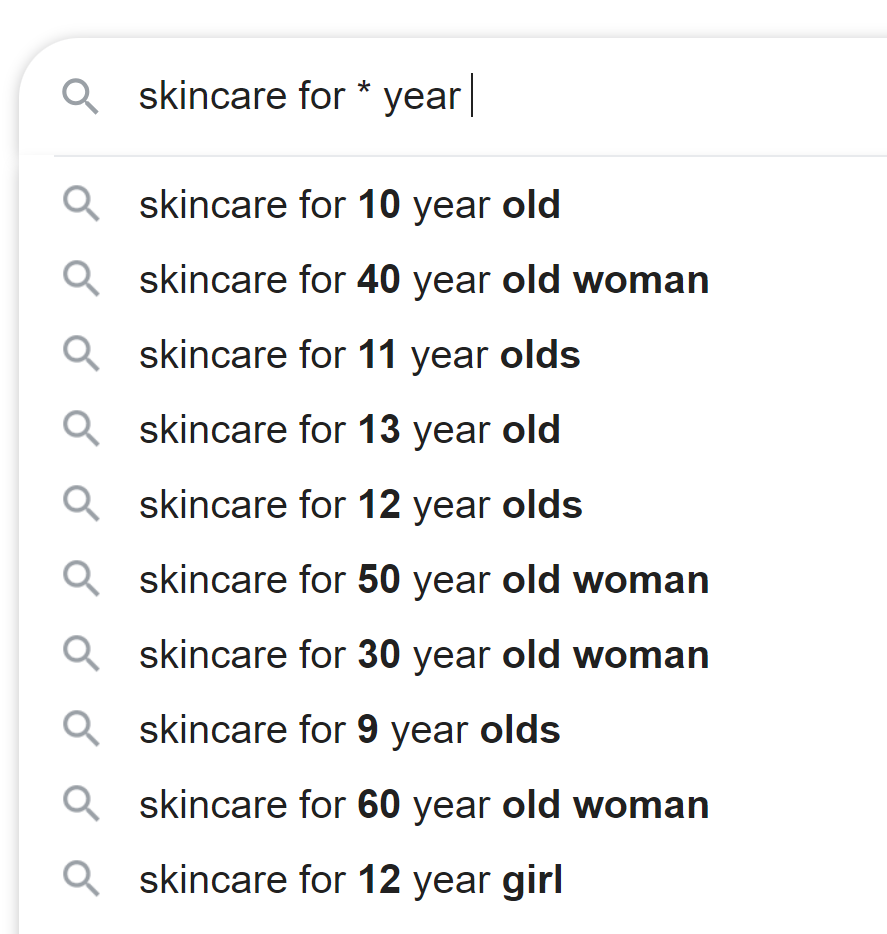 skincare for * year
skincare for 10 year old
skincare for 40 year old woman
skincare for 11 year olds
skincare for 13 year old
skincare for 12 year olds
skincare for 50 year old woman
skincare for 30 year old woman
skincare for 9 year olds
skincare for 60 year old woman
skincare for 12 year girl